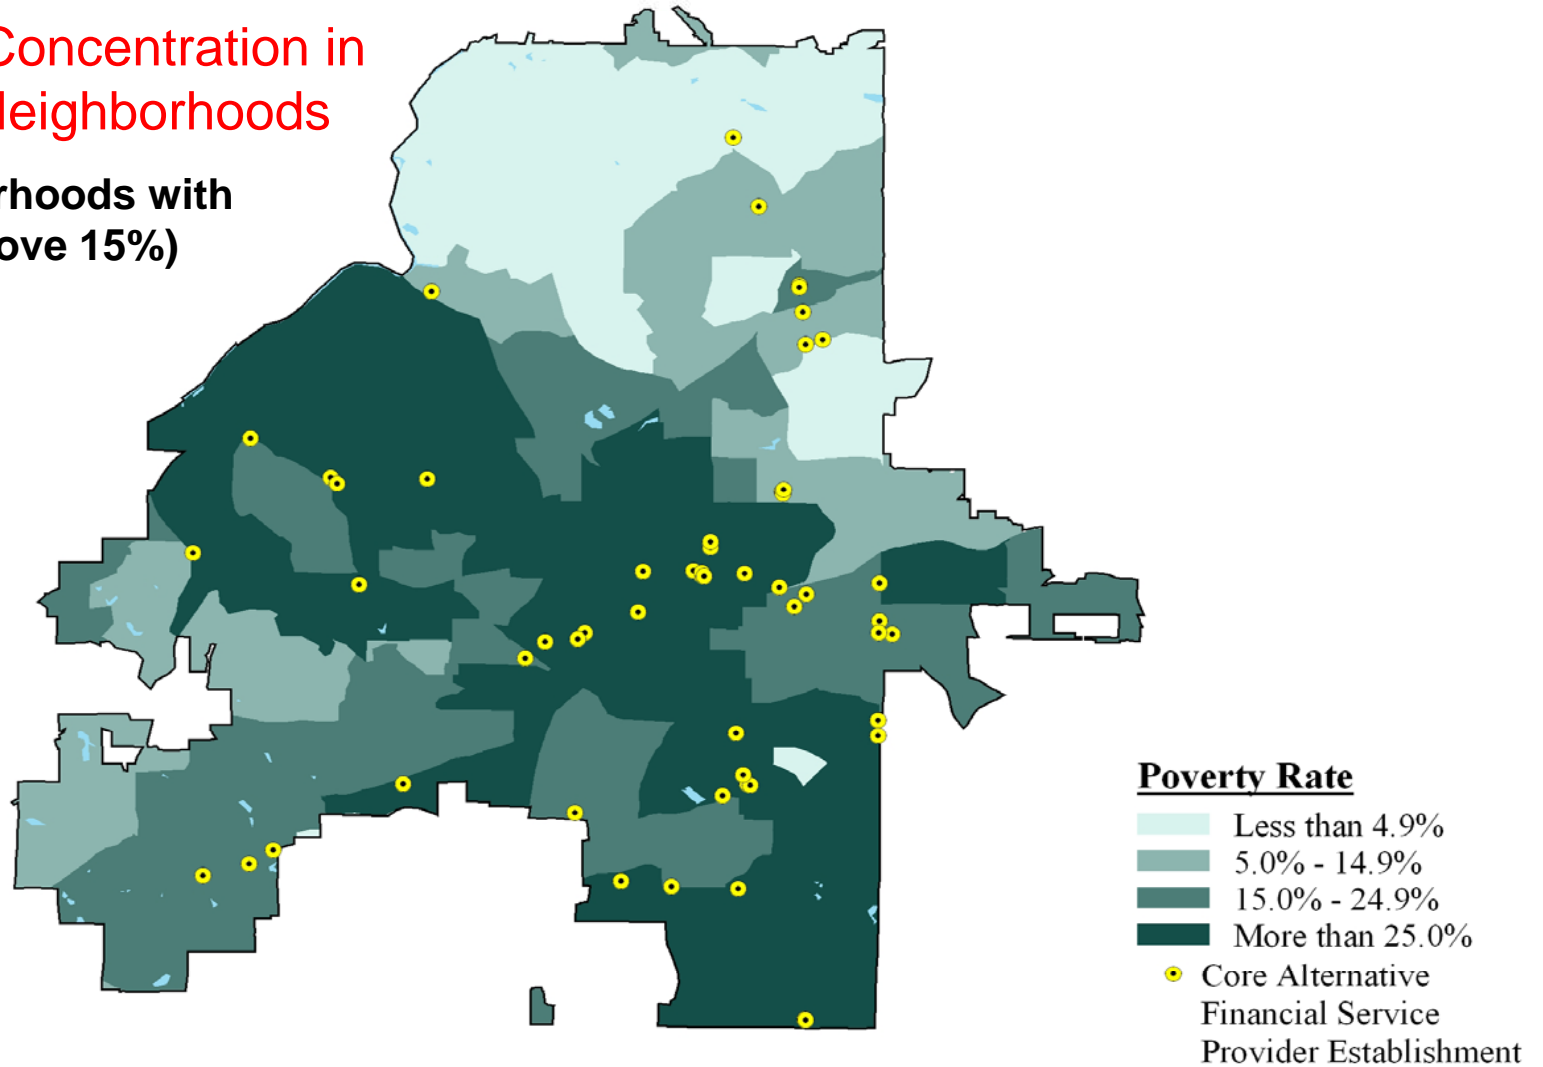 Concentration in
Neighborhoods
rhoods with
ove 15%)
Poverty Rate
Less than 4.9%
5.0% - 14.9%
15.0% - 24.9%
More than 25.0%
Core Alternative
Financial Service
Provider Establishment